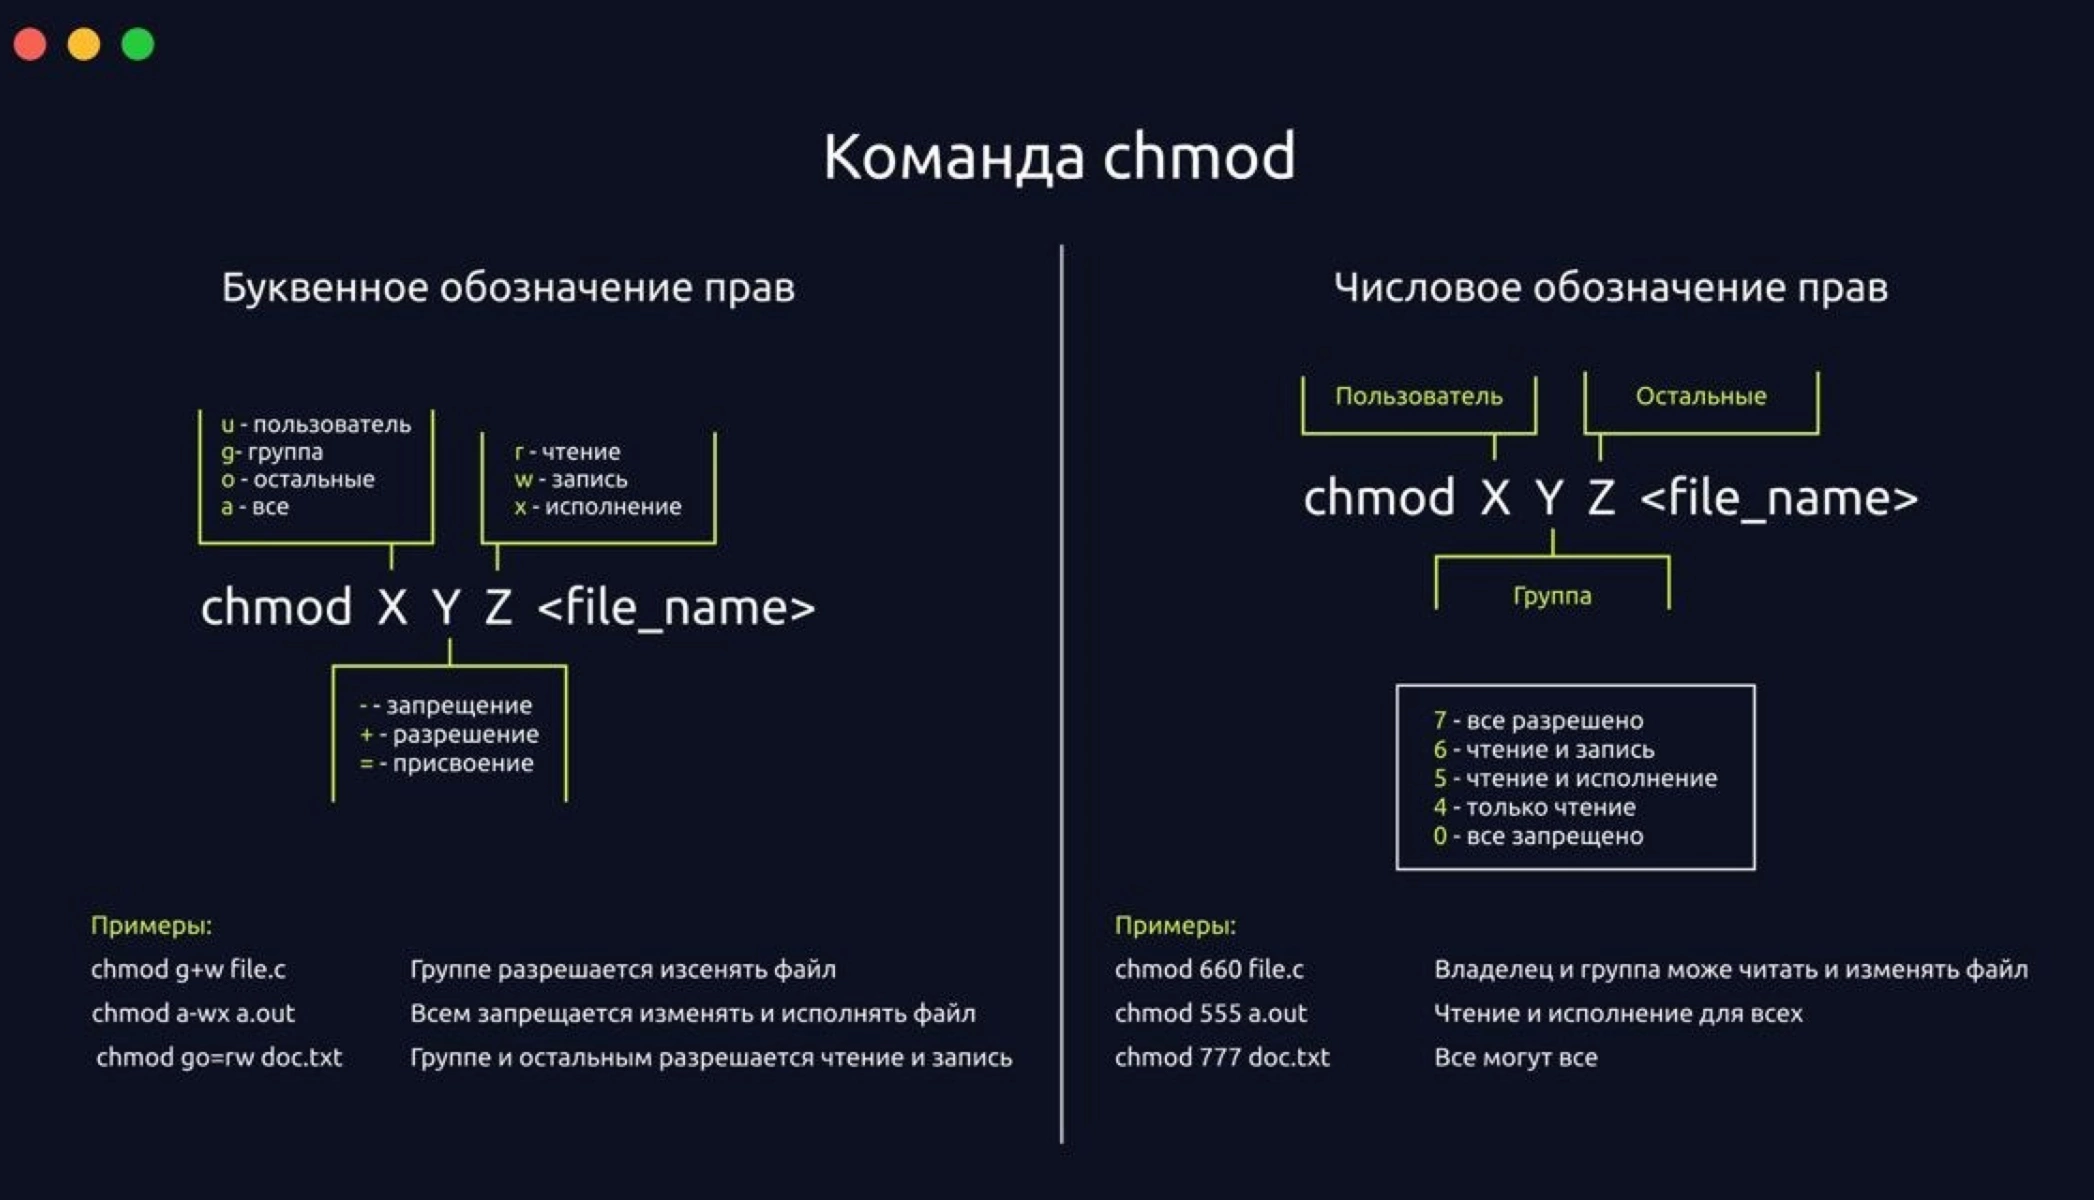 Команда chmod
Буквенное обозначение прав
u - пользователь
g- группа
o - остальные
a - все
r - чтение
w - запись
x - исполнение
chmod X Y Z <file_name>
- - запрещение
+ - разрешение
= - присвоение
Примеры:
chmod g+w file.c Группе разрешается изсенять файл
chmod a-wx a.out Всем запрещается изменять и исполнять файл
chmod go=rw doc.txt Группе и остальным разрешается чтение и запись
Числовое обозначение прав
Пользователь Остальные
chmod X Y Z <file_name>
Группа
7 - все разрешено
6 - чтение и запись
5 - чтение и исполнение
4 - только чтение
0 - все запрещено
Примеры:
chmod 660 file.c Владелец и группа може читать и изменять файл
chmod 555 a.out Чтение и исполнение для всех
chmod 777 doc.txt Все могут все